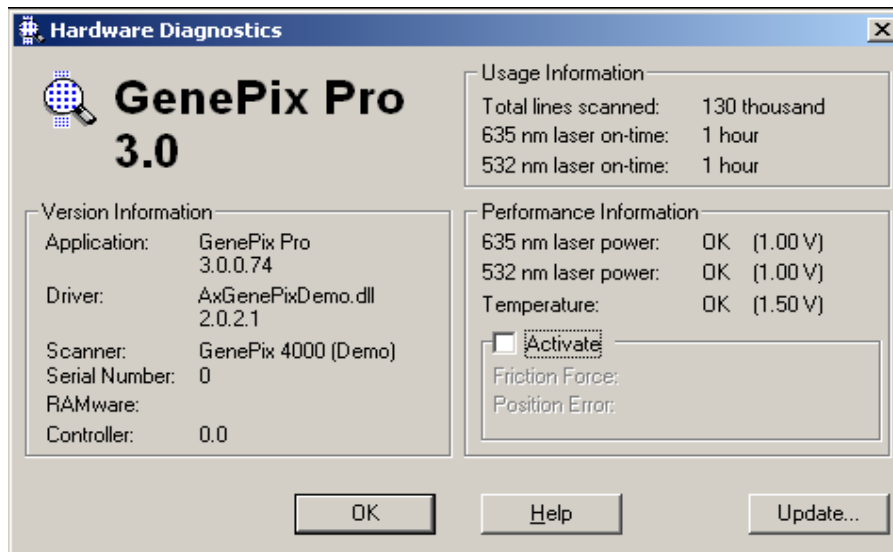 Hardware Diagnostics
GenePix Pro
3.0
Usage Information
Total lines scanned: 130 thousand
635 nm laser on-time: 1 hour
532 nm laser on-time: 1 hour
Version Information
Application: GenePix Pro
3.0.0.74
Driver: AxGenePixDemo.dll
2.0.2.1
Scanner: GenePix 4000 (Demo)
Serial Number: 0
RAMware:
Controller: 0.0
Performance Information
635 nm laser power: OK (1.00 V)
532 nm laser power: OK (1.00 V)
Temperature: OK (1.50 V)
Activate
Friction Force:
Position Error:
OK Help Update...